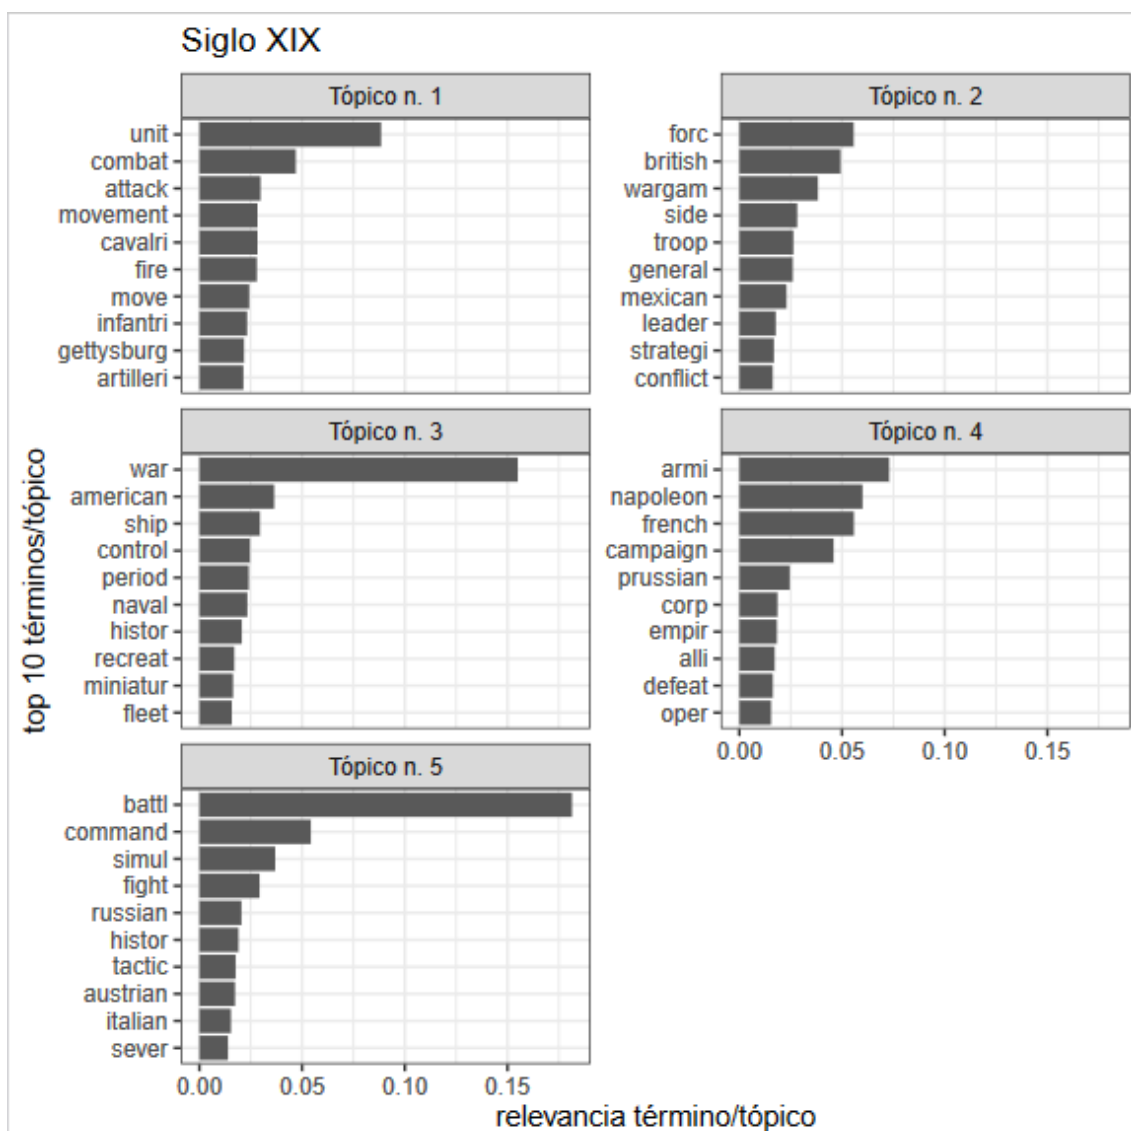 Siglo XIX
Tópico n. 1
unit
combat
attack
movement
cavalri
fire
move
infantri
gettysburg
artilleri
Tópico n. 2
forc
british
wargam
side
troop
general
mexican
leader
strategi
conflict
top 10 términos/tópico
Tópico n. 3
war
american
ship
control
period
naval
histor
recreat
miniatur
fleet
Tópico n. 4
armi
napoleon
french
campaign
prussian
corp
empir
alli
defeat
oper
0.00 0.05 0.10 0.15
Tópico n. 5
battl
command
simul
fight
russian
histor
tactic
austrian
italian
sever
0.00 0.05 0.10 0.15
relevancia término/tópico